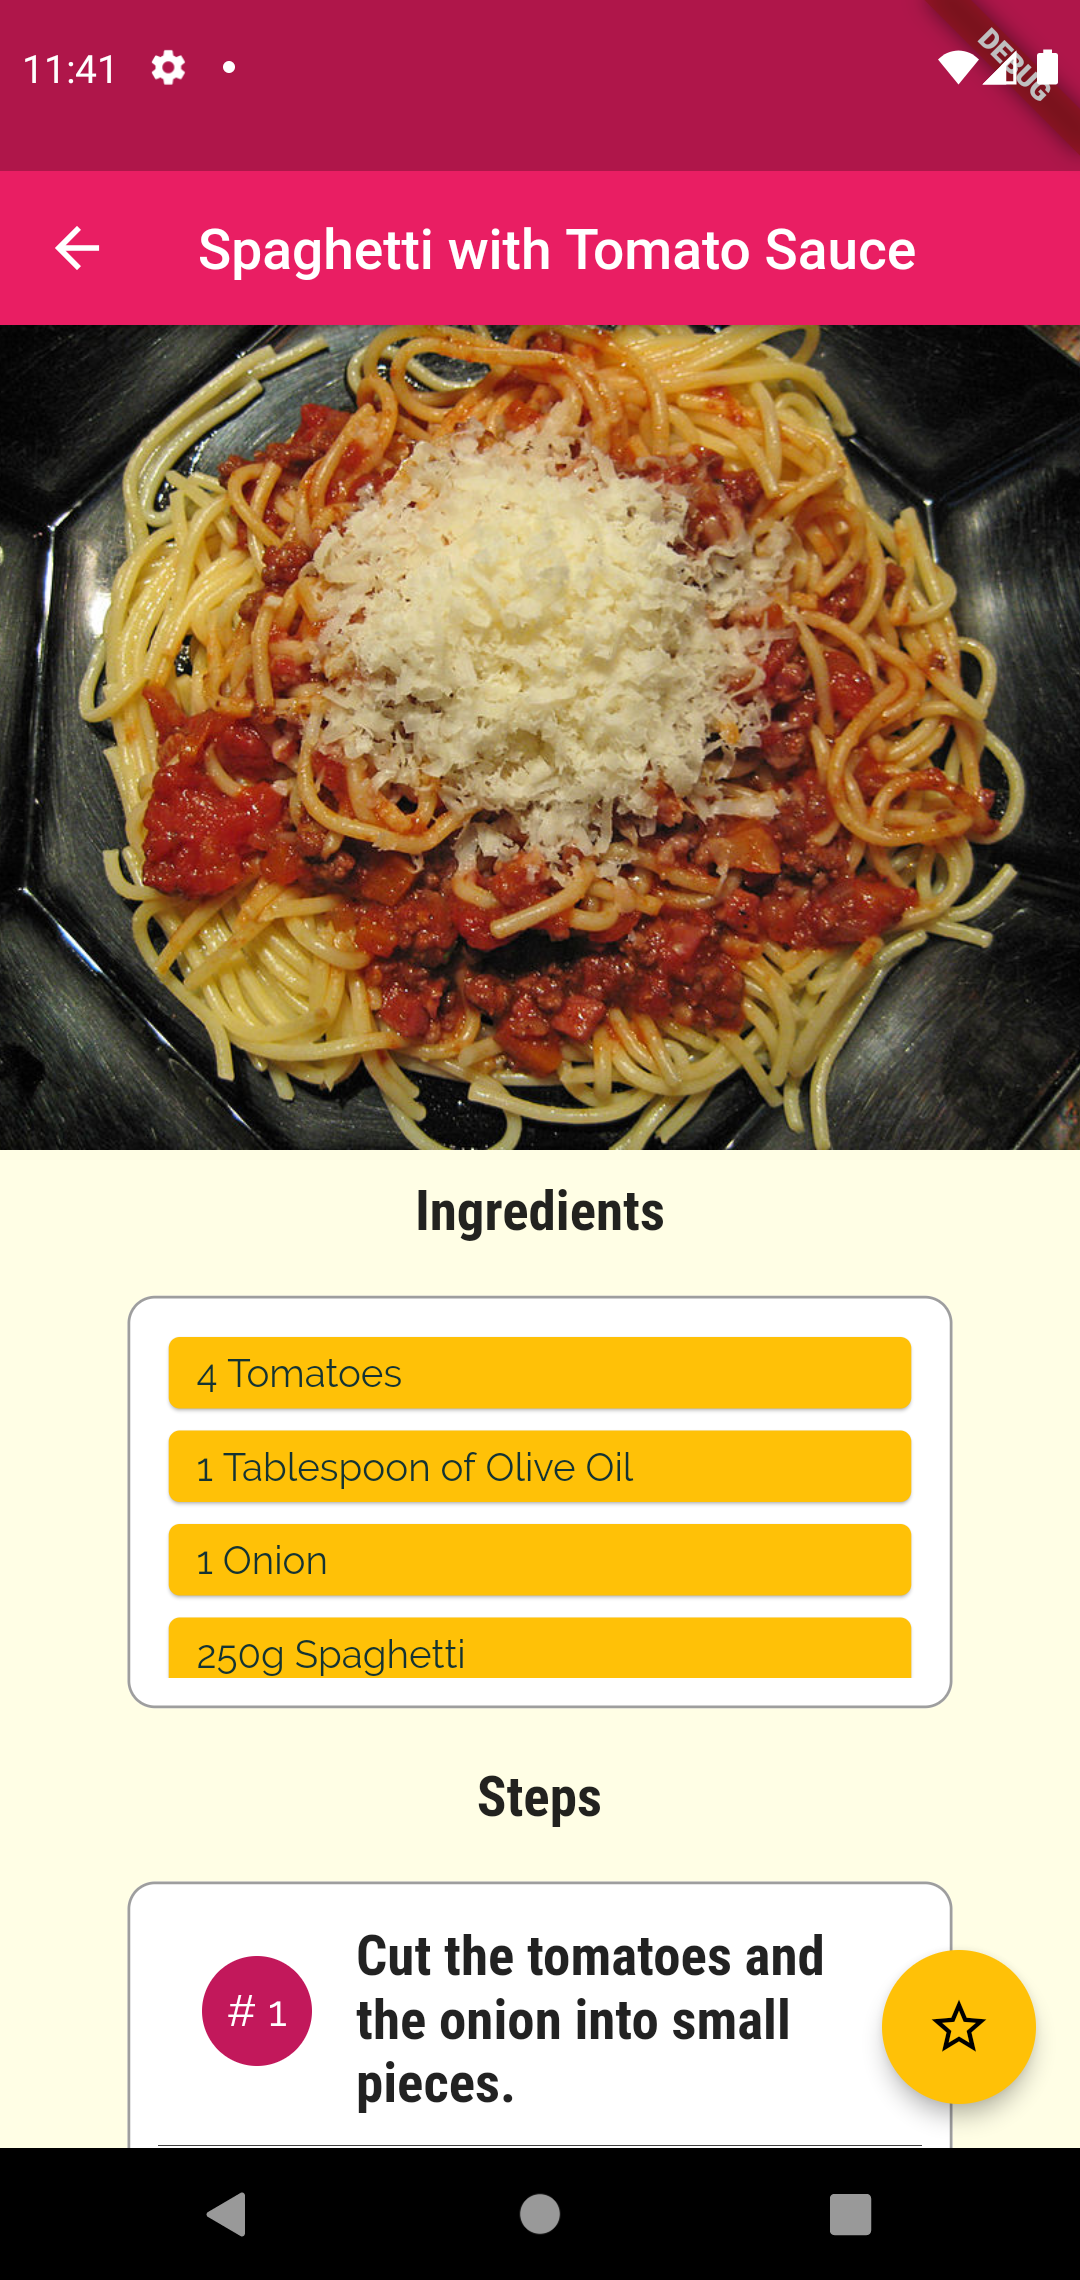 11:41
DEBUG
Spaghetti with Tomato Sauce
Ingredients
4 Tomatoes
1 Tablespoon of Olive Oil
1 Onion
250g Spaghetti
Steps
# 1
Cut the tomatoes and
the onion into small
pieces.